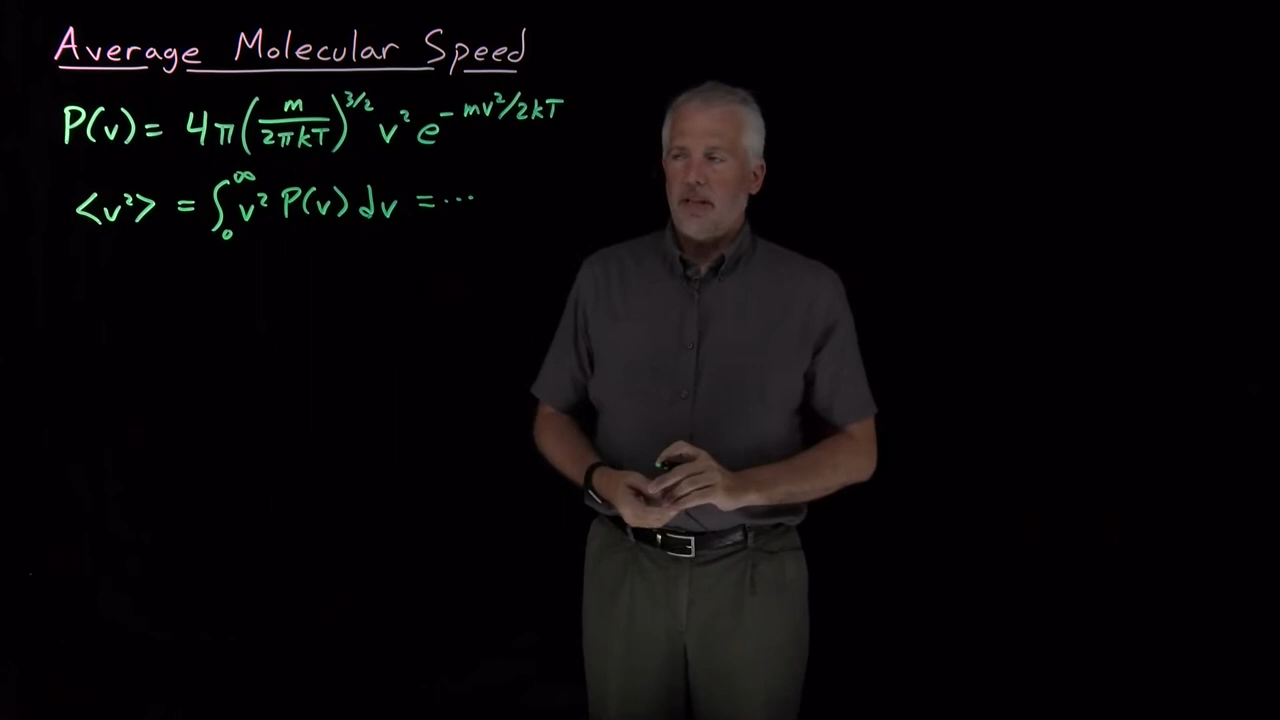 Average Molecular Speed
P(v) = 4π(m/2πkT)^3/2 v² e^-mv²/2kT
<v²> = ∫₀^∞ v² P(v) dv = ...